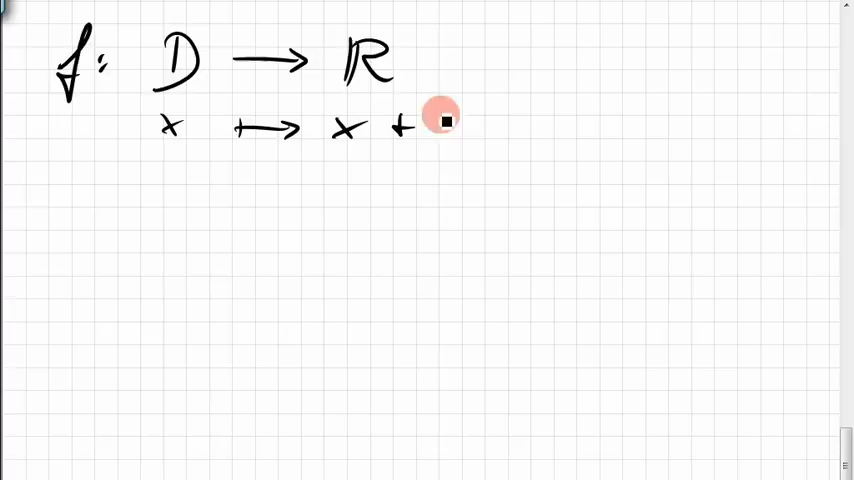 f: D ⟶ ℝ
x ⟼ x +